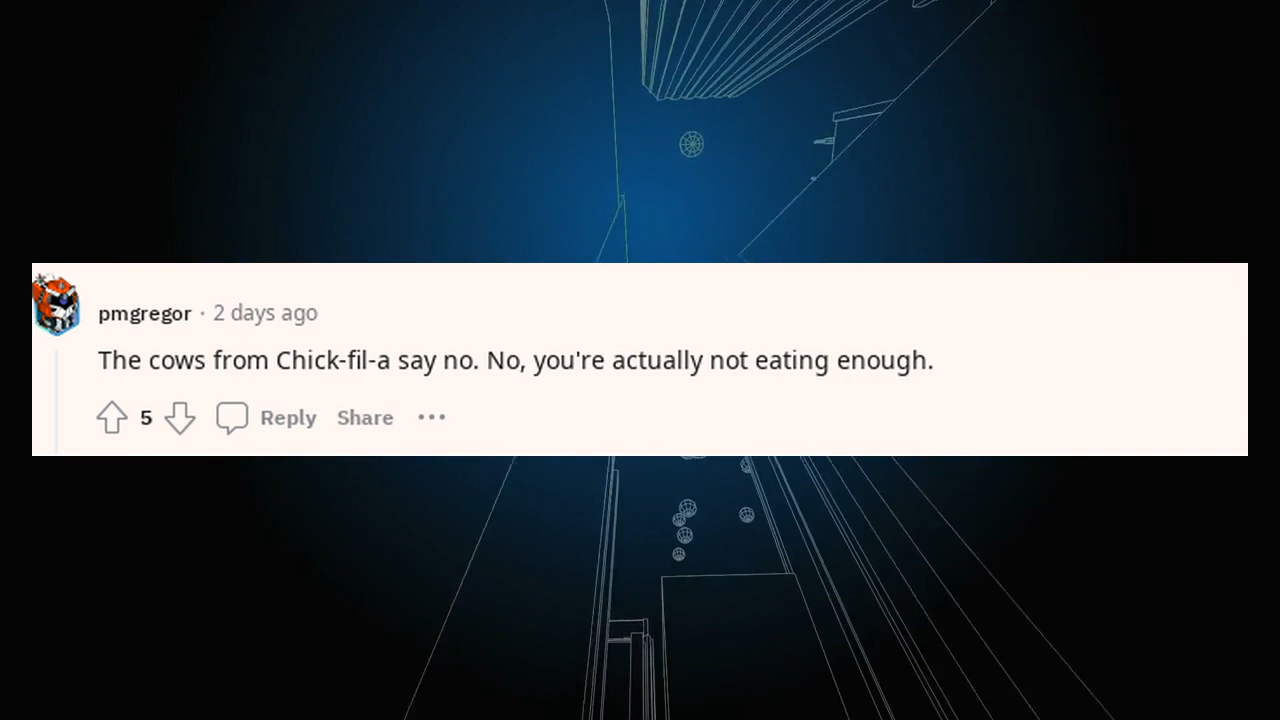 pmgregor · 2 days ago
The cows from Chick-fil-a say no. No, you're actually not eating enough.
5 Reply Share ···